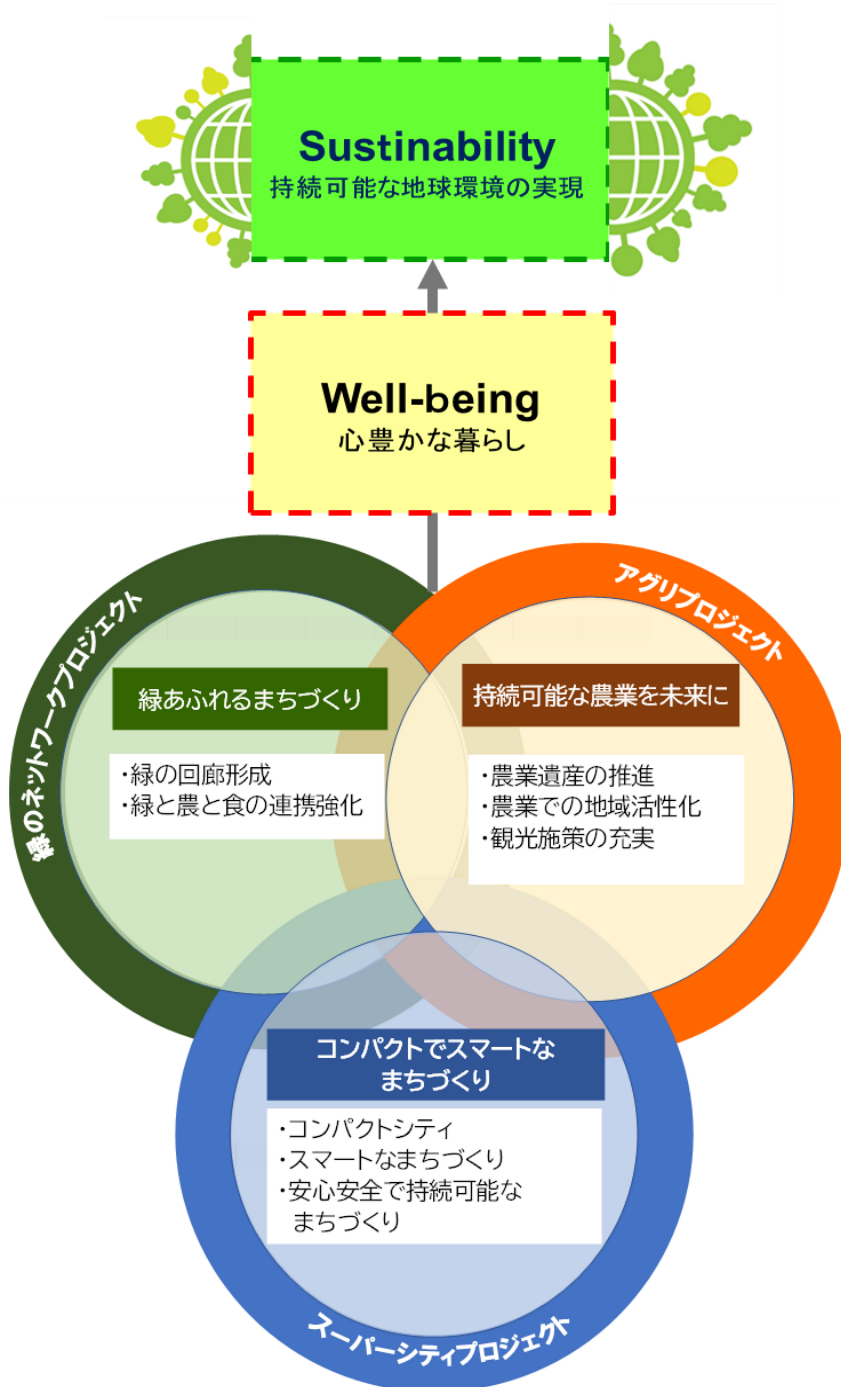 Sustinability
持続可能な地球環境の実現
Well-being
心豊かな暮らし
緑のネットワークプロジェクト
緑あふれるまちづくり
・緑の回廊形成
・緑と農と食の連携強化
アグリプロジェクト
持続可能な農業を未来に
・農業遺産の推進
・農業での地域活性化
・観光施策の充実
コンパクトでスマートな
まちづくり
・コンパクトシティ
・スマートなまちづくり
・安心安全で持続可能な
まちづくり
スーパーシティプロジェクト